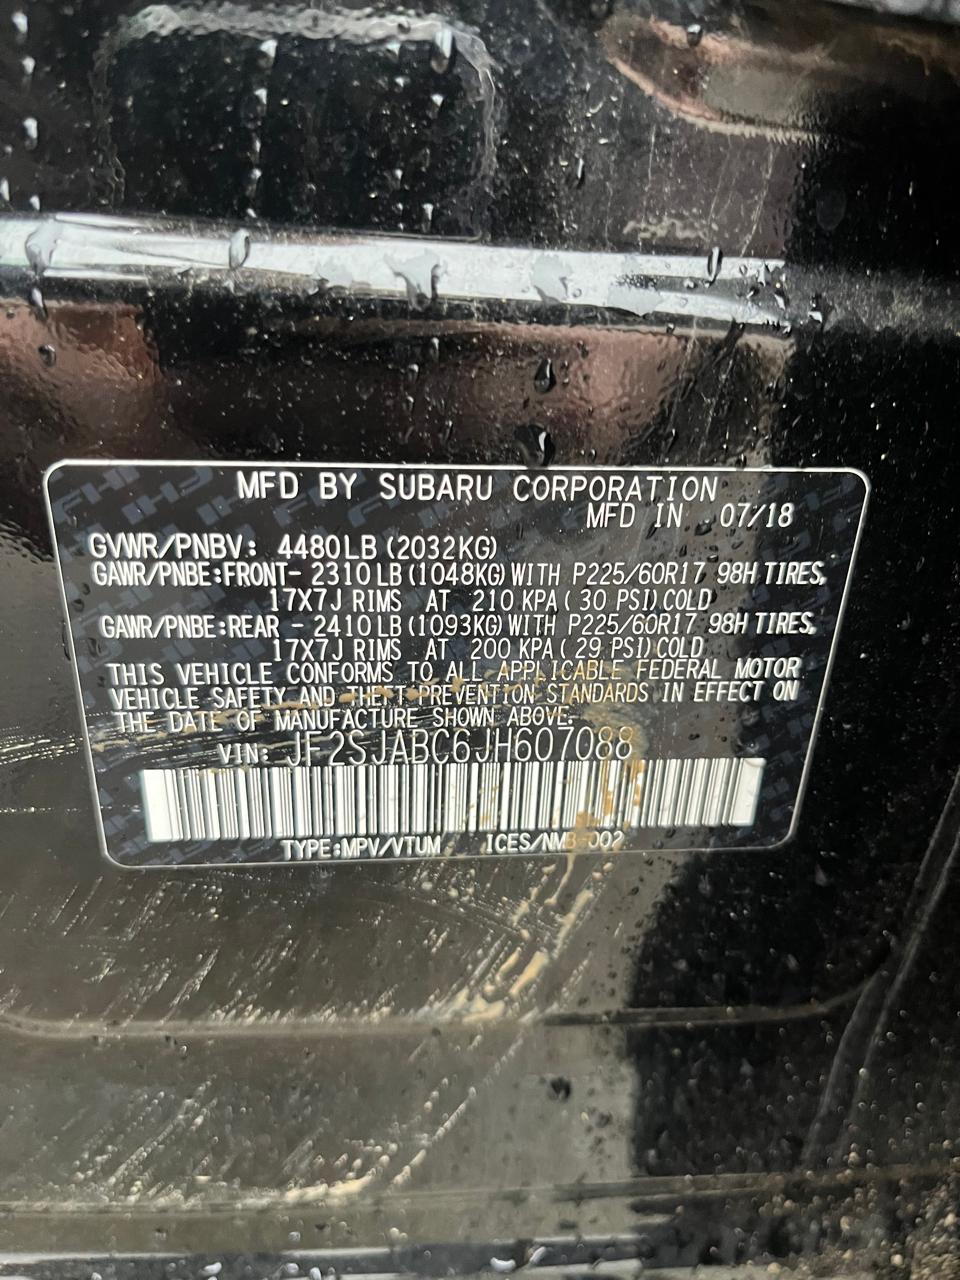 MFD BY SUBARU CORPORATION
MFD IN 07/18
GVWR/PNBV: 4480LB (2032KG)
GAWR/PNBE:FRONT- 2310LB (1048KG) WITH P225/60R17 98H TIRES,
17X7J RIMS AT 210 KPA ( 30 PSI) COLD
GAWR/PNBE:REAR - 2410LB (1093KG) WITH P225/60R17 98H TIRES,
17X7J RIMS AT 200 KPA ( 29 PSI) COLD
THIS VEHICLE CONFORMS TO ALL APPLICABLE FEDERAL MOTOR
VEHICLE SAFETY AND THEFT PREVENTION STANDARDS IN EFFECT ON
THE DATE OF MANUFACTURE SHOWN ABOVE.
VIN: JF2SJABC6JH607088
TYPE:MPV/VTUM ICES/NMB-002